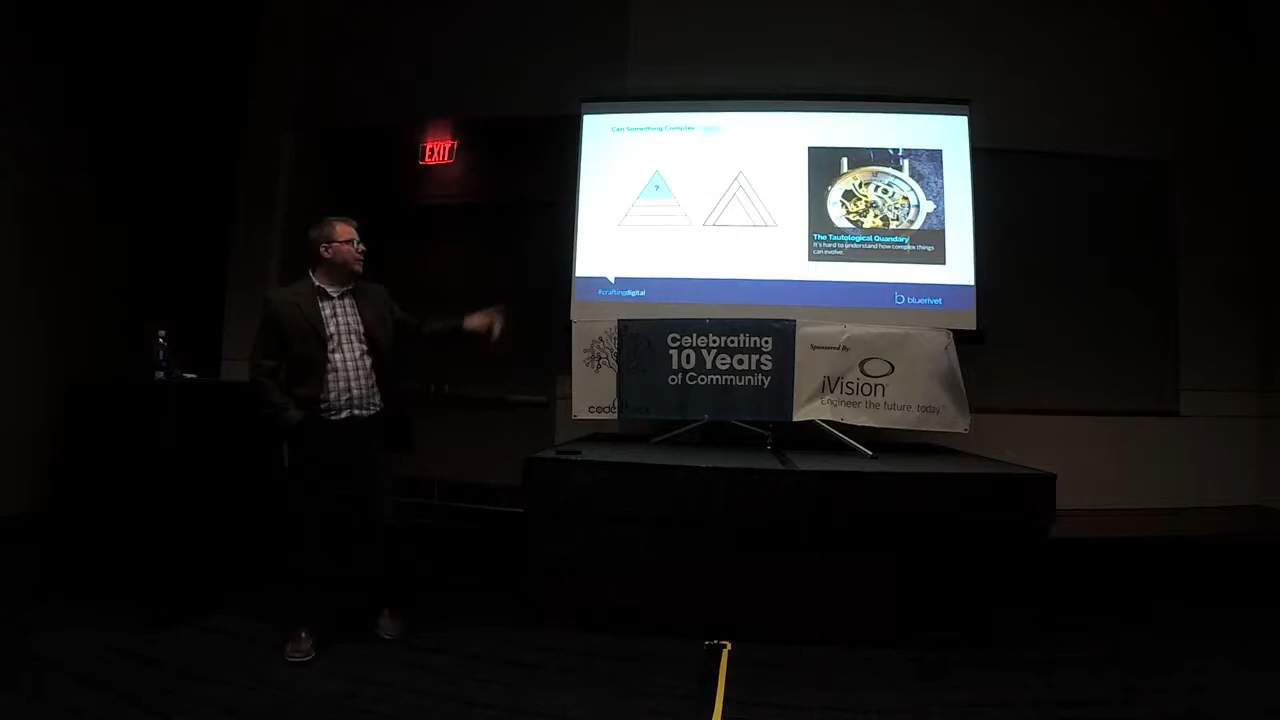 EXIT
Can Something Complex
?
The Tautological Quandary
It's hard to understand how complex things
can evolve.
#craftingdigital
b bluerivet
Celebrating
10 Years
of Community
Sponsored By:
iVision
Engineer the future, today.